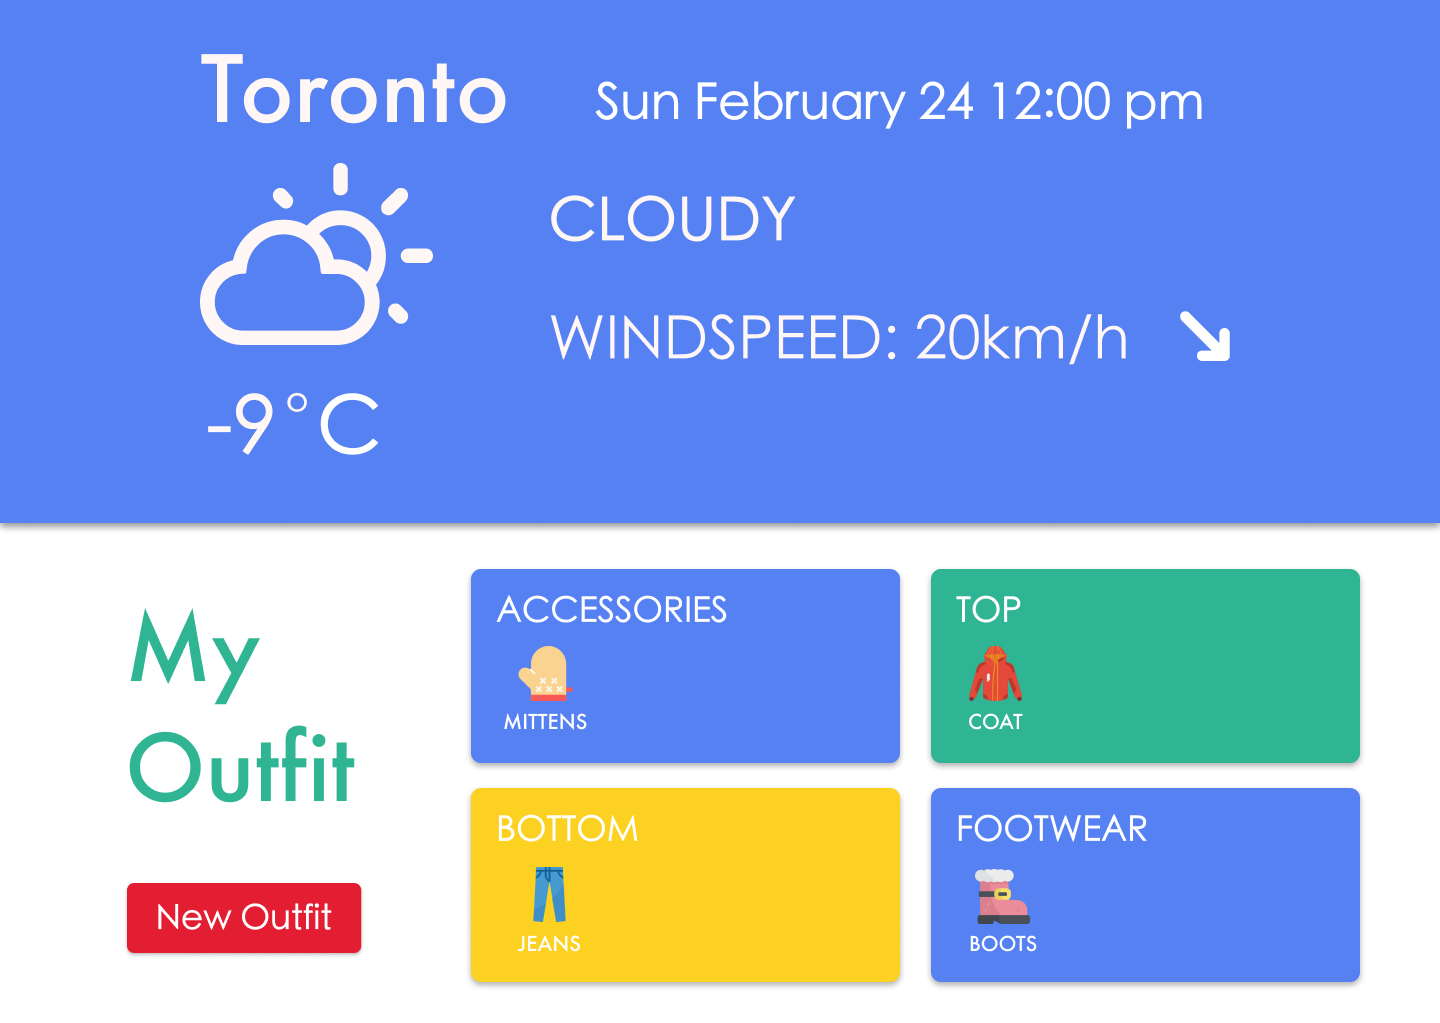 Toronto
Sun February 24 12:00 pm
CLOUDY
WINDSPEED: 20km/h
-9°C
My
Outfit
New Outfit
ACCESSORIES
MITTENS
TOP
COAT
BOTTOM
JEANS
FOOTWEAR
BOOTS